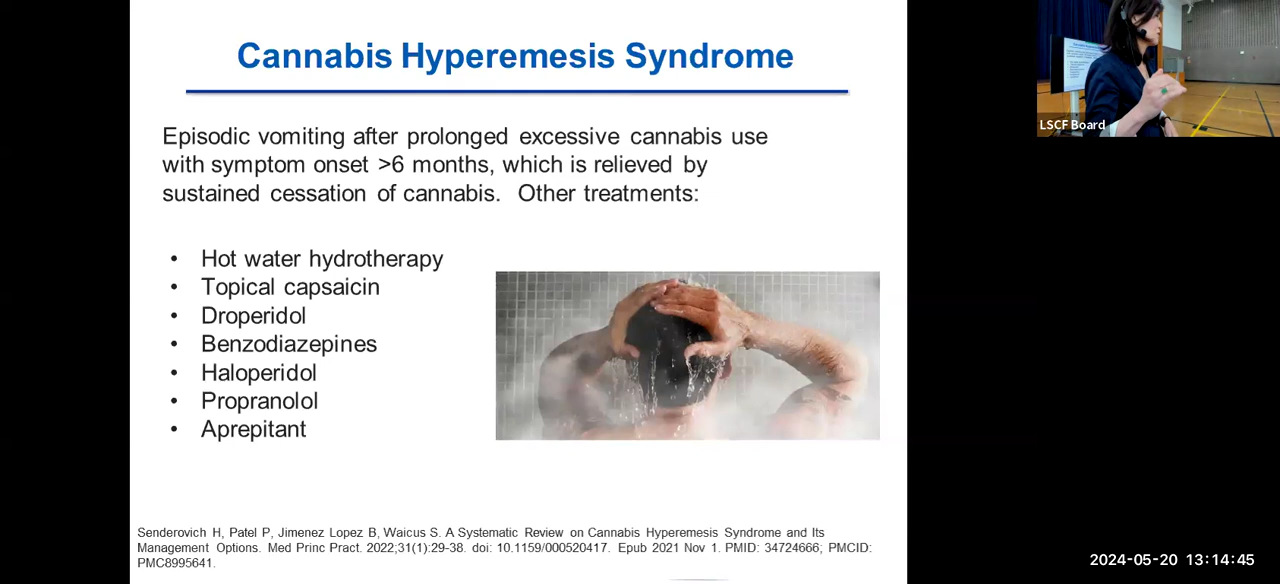 Cannabis Hyperemesis Syndrome
Episodic vomiting after prolonged excessive cannabis use
with symptom onset >6 months, which is relieved by
sustained cessation of cannabis. Other treatments:
• Hot water hydrotherapy
• Topical capsaicin
• Droperidol
• Benzodiazepines
• Haloperidol
• Propranolol
• Aprepitant
Senderovich H, Patel P, Jimenez Lopez B, Waicus S. A Systematic Review on Cannabis Hyperemesis Syndrome and Its
Management Options. Med Princ Pract. 2022;31(1):29-38. doi: 10.1159/000520417. Epub 2021 Nov 1. PMID: 34724666; PMCID:
PMC8995641.
LSCF Board
2024-05-20 13:14:45